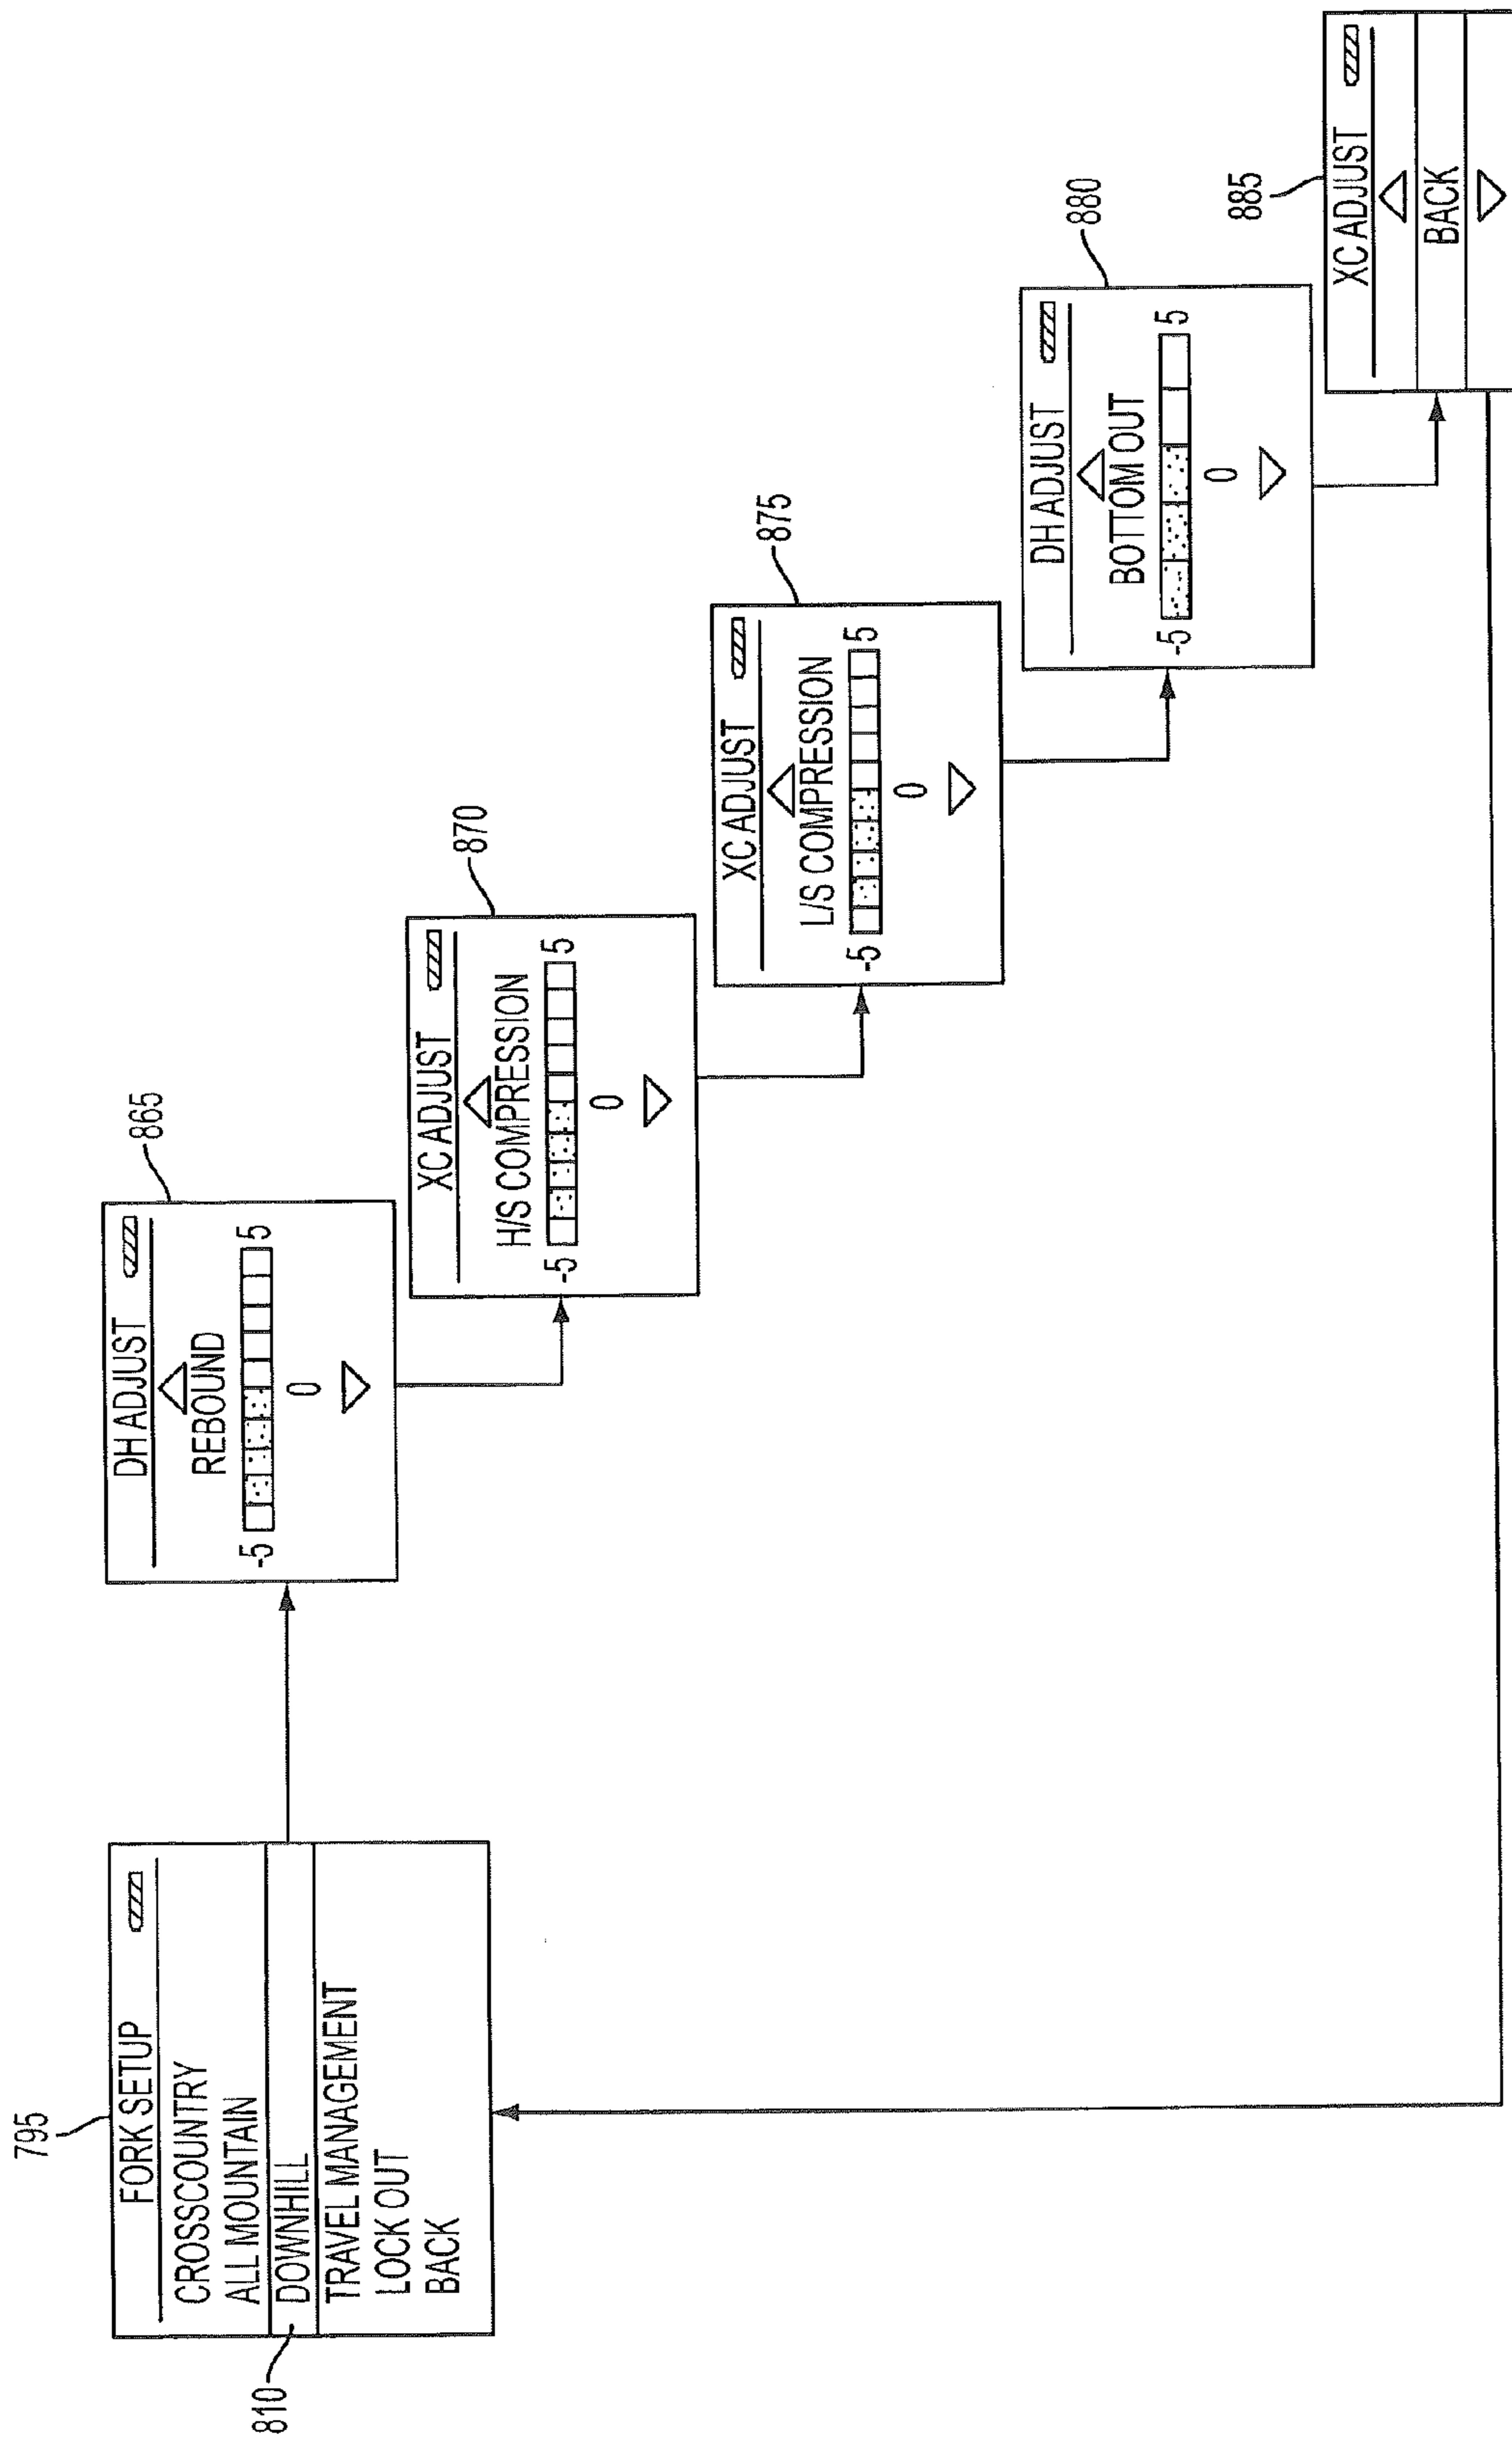 795
FORK SETUP
CROSSCOUNTRY
ALL MOUNTAIN
810
DOWNHILL
TRAVEL MANAGEMENT
LOCK OUT
BACK
865
DH ADJUST
REBOUND
-5 5
0
870
XC ADJUST
H/S COMPRESSION
-5 5
0
875
XC ADJUST
L/S COMPRESSION
-5 5
0
880
DH ADJUST
BOTTOM OUT
-5 5
0
885
XC ADJUST
BACK